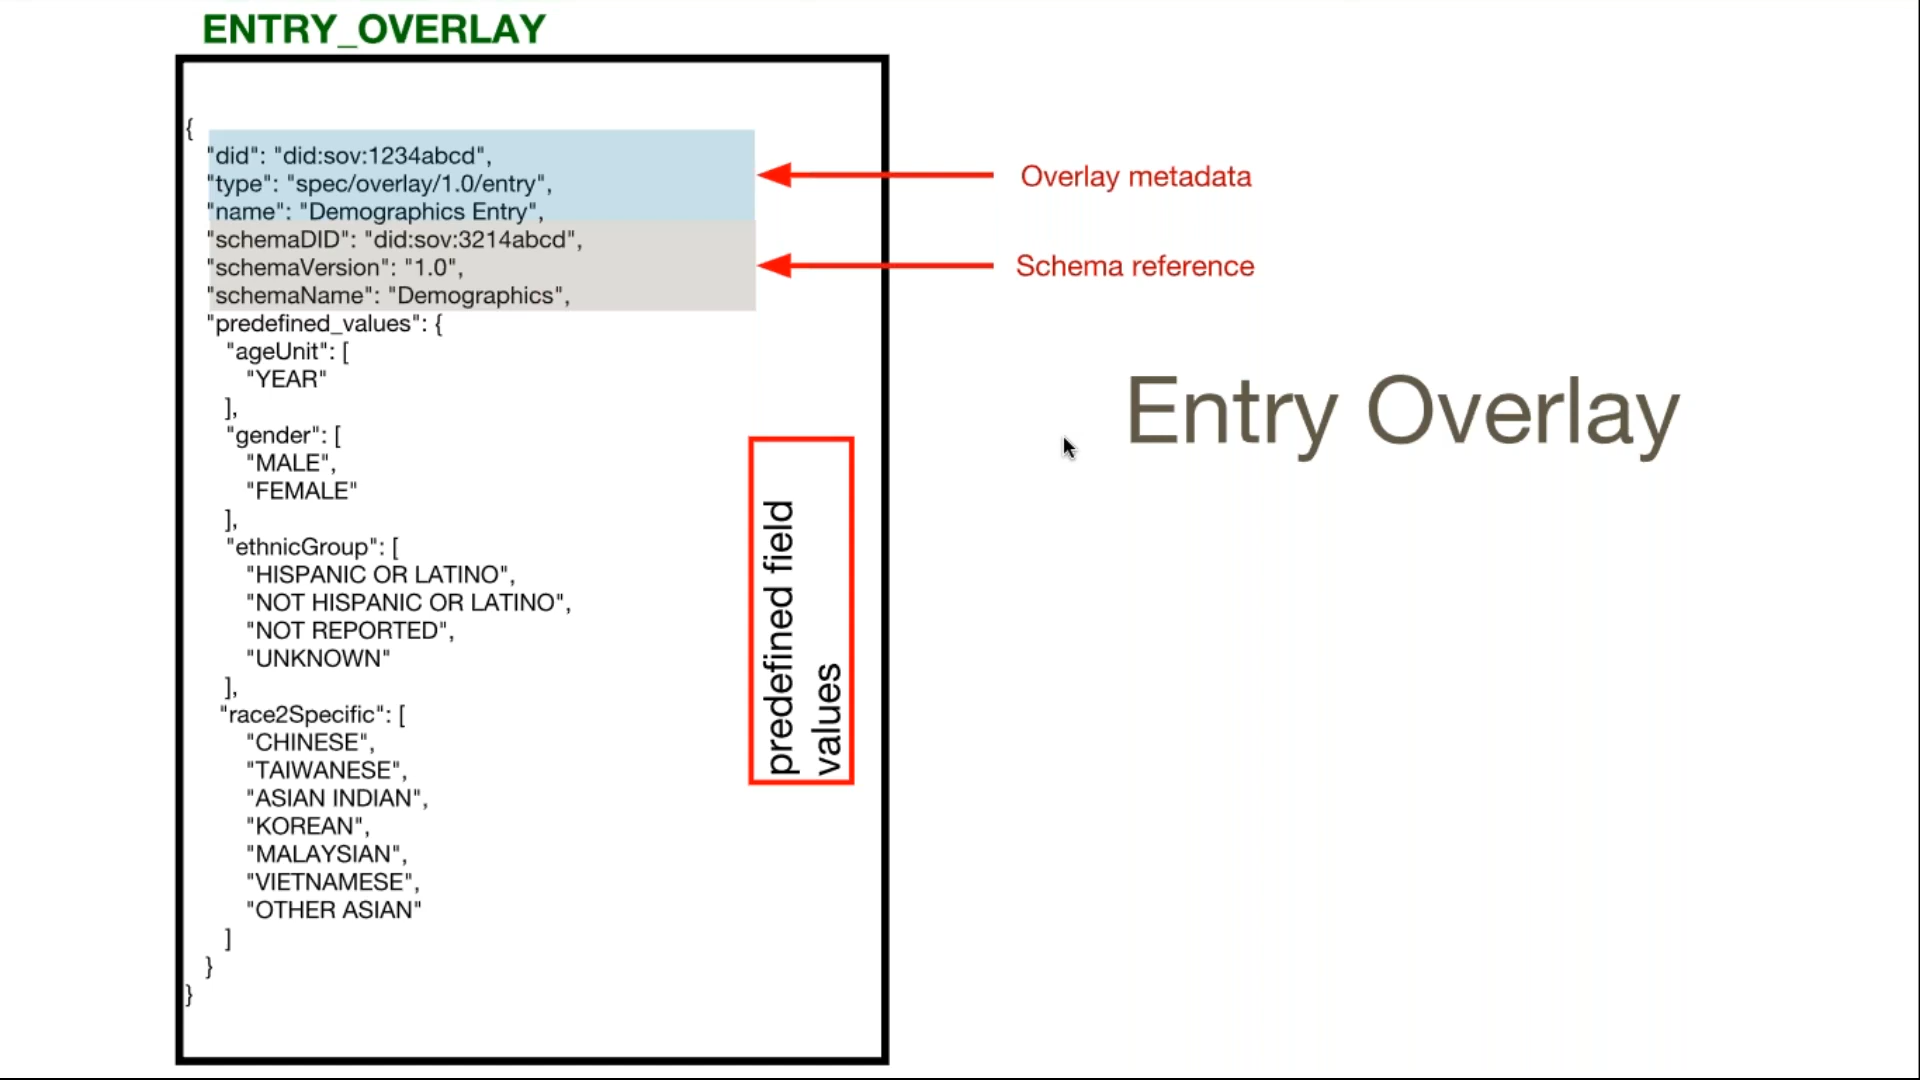 ENTRY_OVERLAY
{
"did": "did:sov:1234abcd",
"type": "spec/overlay/1.0/entry",
"name": "Demographics Entry",
"schemaDID": "did:sov:3214abcd",
"schemaVersion": "1.0",
"schemaName": "Demographics",
"predefined_values": {
"ageUnit": [
"YEAR"
],
"gender": [
"MALE",
"FEMALE"
],
"ethnicGroup": [
"HISPANIC OR LATINO",
"NOT HISPANIC OR LATINO",
"NOT REPORTED",
"UNKNOWN"
],
"race2Specific": [
"CHINESE",
"TAIWANESE",
"ASIAN INDIAN",
"KOREAN",
"MALAYSIAN",
"VIETNAMESE",
"OTHER ASIAN"
]
}
}
predefined field
values
Overlay metadata
Schema reference
Entry Overlay